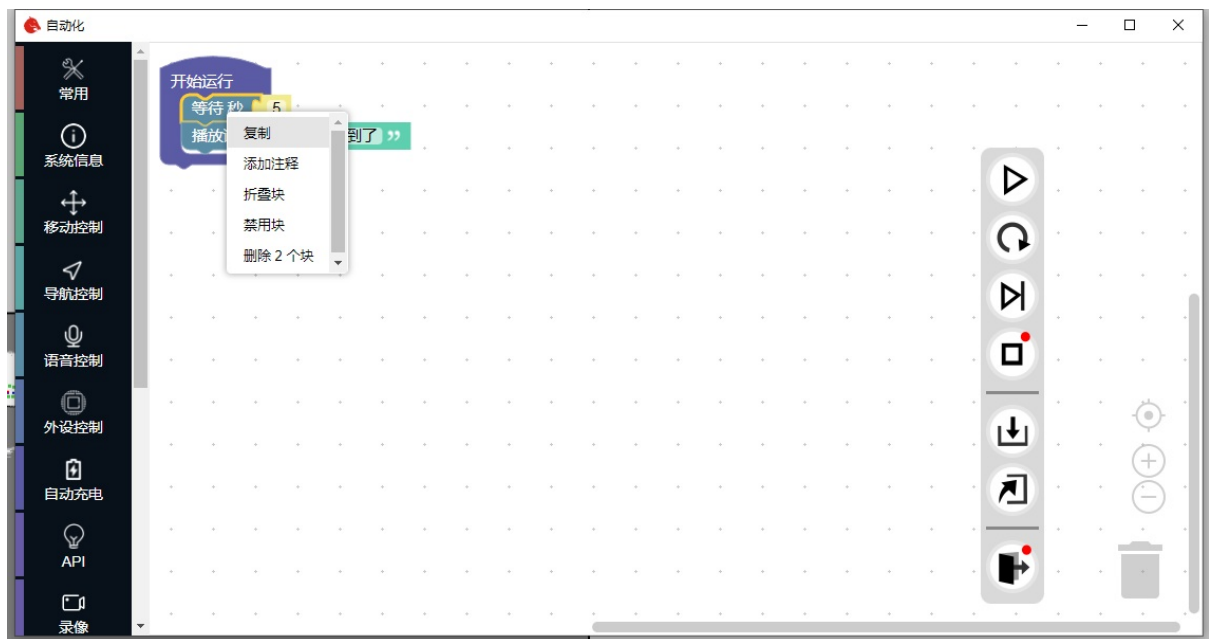 自动化
常用
系统信息
移动控制
导航控制
语音控制
外设控制
自动充电
API
录像
开始运行
等待 秒 5
播放
到了 ”
复制
添加注释
折叠块
禁用块
删除 2 个块